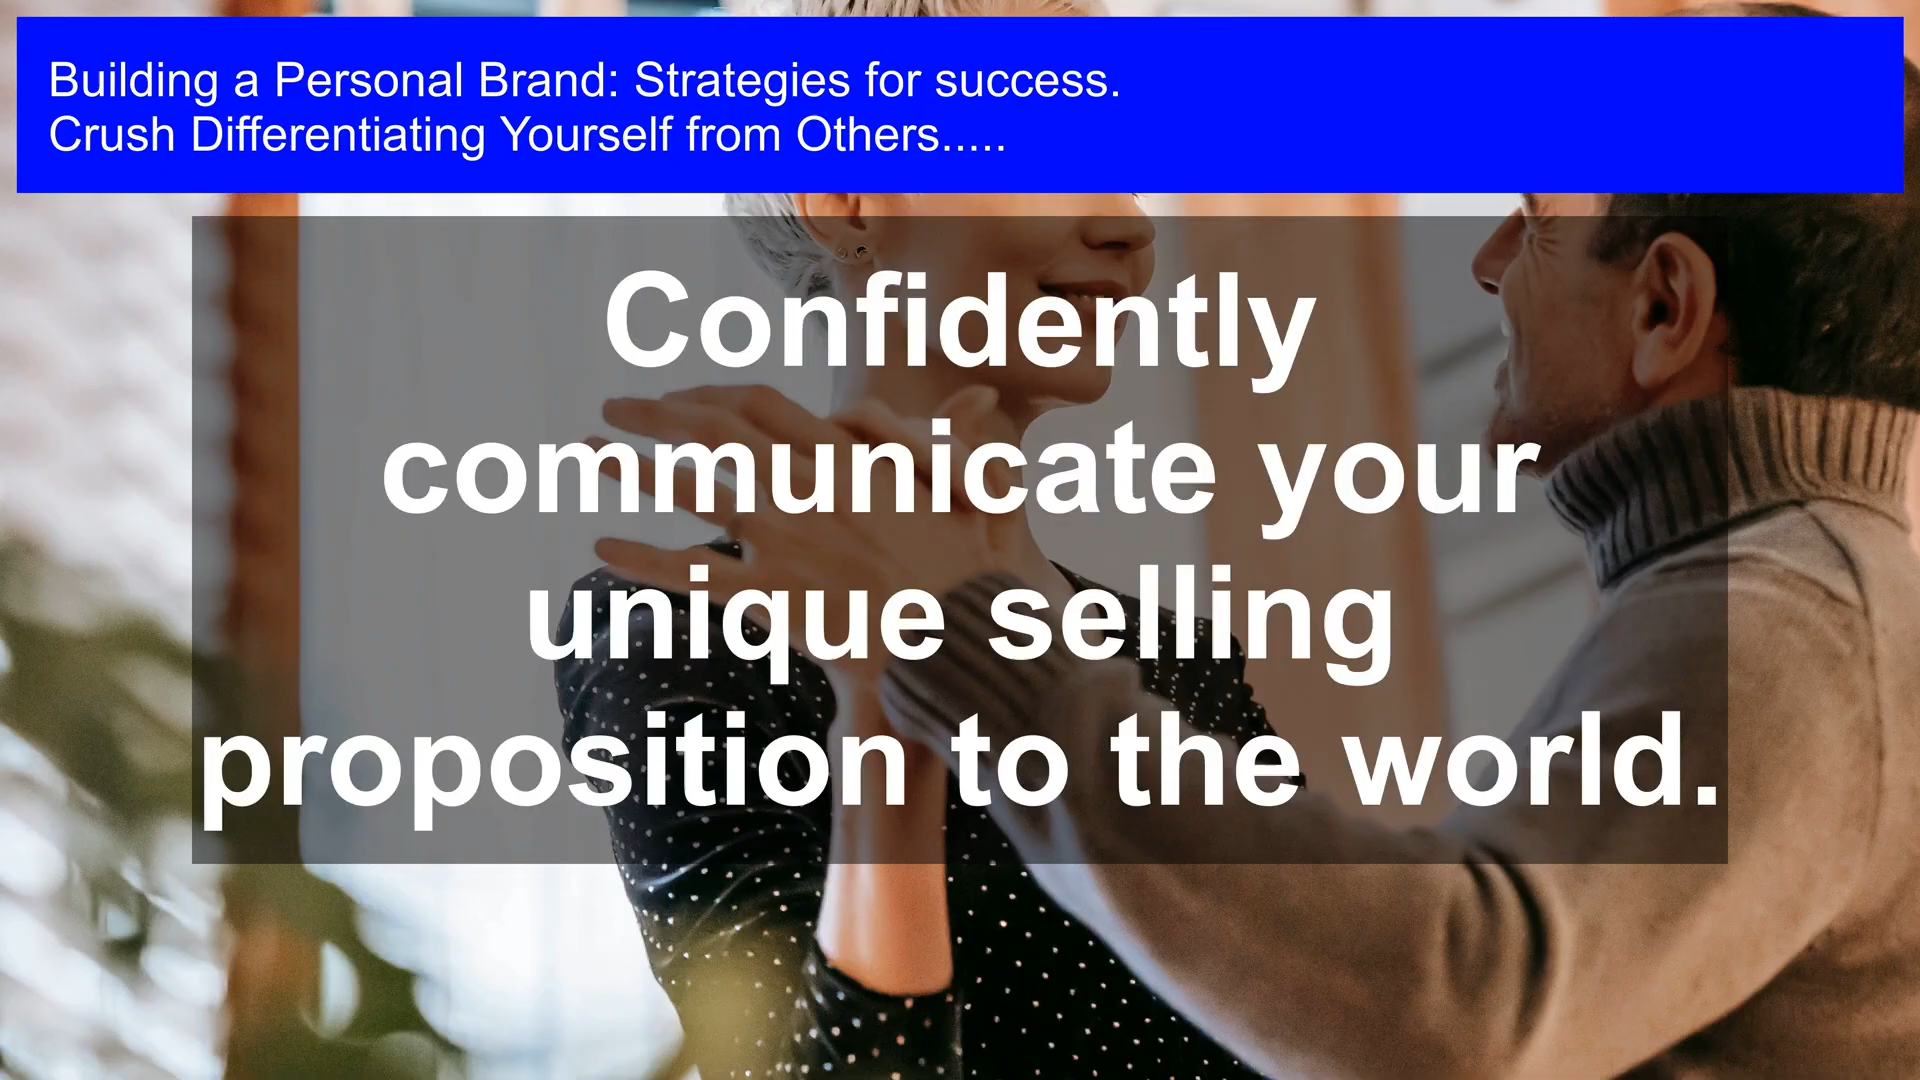 Building a Personal Brand: Strategies for success.
Crush Differentiating Yourself from Others.....
Confidently
communicate your
unique selling
proposition to the world.